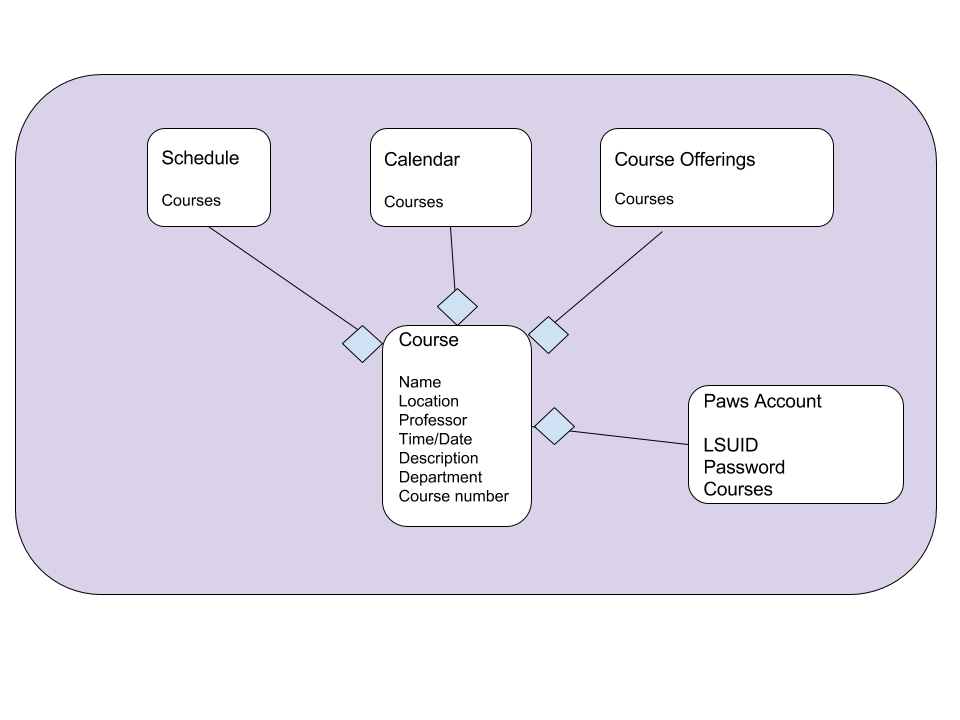 Schedule
Courses
Calendar
Courses
Course Offerings
Courses
Course
Name
Location
Professor
Time/Date
Description
Department
Course number
Paws Account
LSUID
Password
Courses